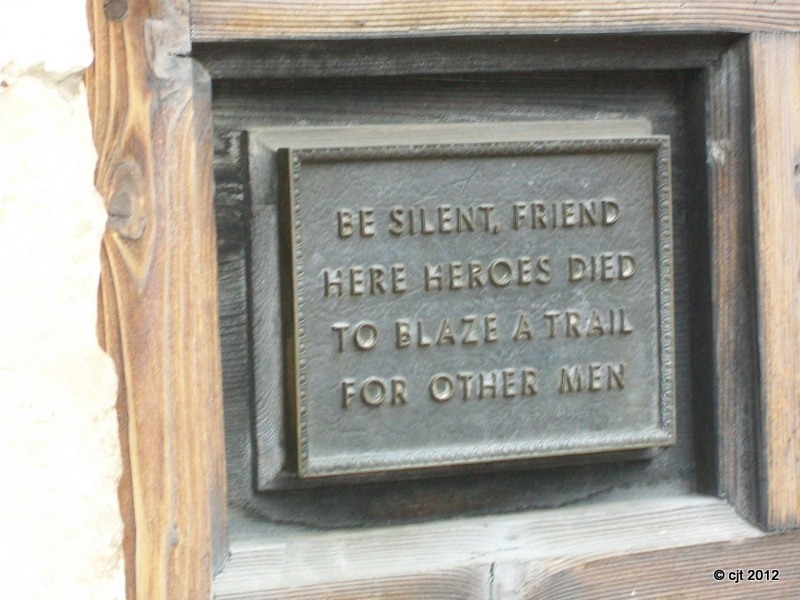 BE SILENT, FRIEND
HERE HEROES DIED
TO BLAZE A TRAIL
FOR OTHER MEN
© cjt 2012